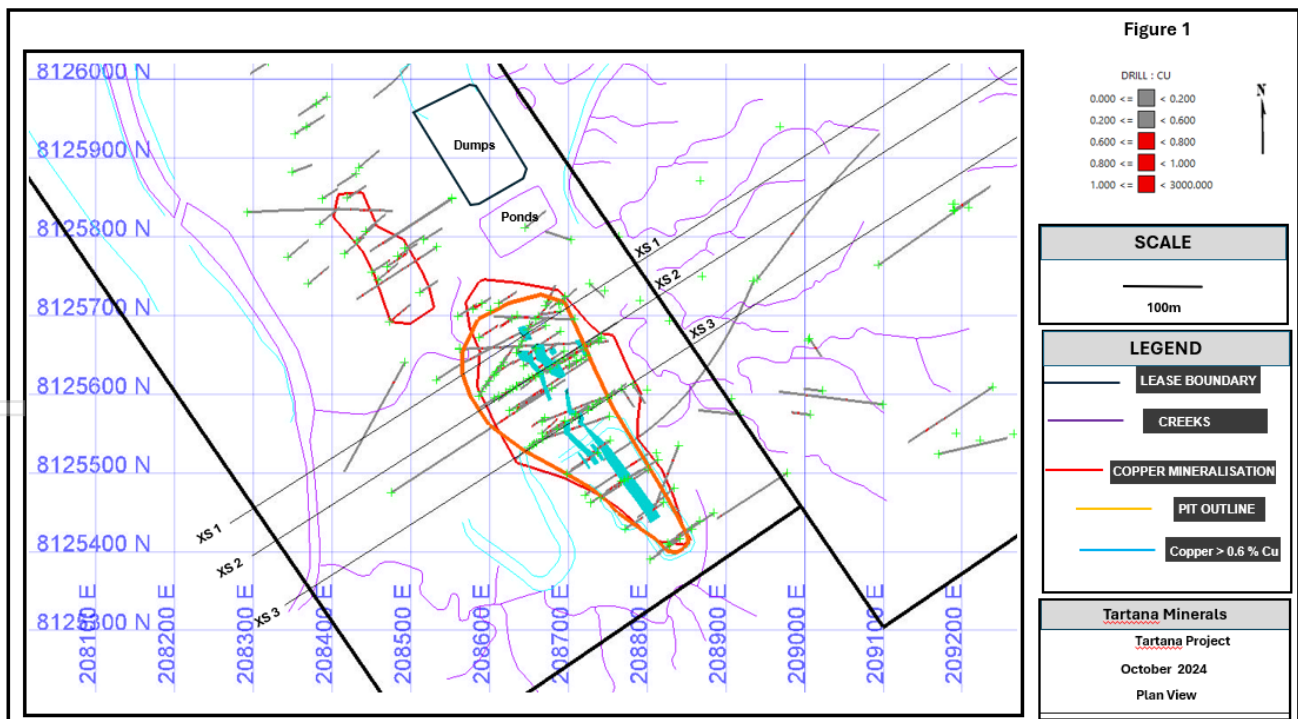 Figure 1
DRILL : CU
0.000 <= < 0.200
0.200 <= < 0.600
0.600 <= < 0.800
0.800 <= < 1.000
1.000 <= < 3000.000
N
8126000 N
8125900 N
8125800 N
8125700 N
8125600 N
8125500 N
8125400 N
8125300 N
Dumps
Ponds
XS 1
XS 2
XS 3
XS 1
XS 2
XS 3
208100 E
208200 E
208300 E
208400 E
208500 E
208600 E
208700 E
208800 E
208900 E
209000 E
209100 E
209200 E
SCALE
100m
LEGEND
LEASE BOUNDARY
CREEKS
COPPER MINERALISATION
PIT OUTLINE
Copper > 0.6 % Cu
Tartana Minerals
Tartana Project
October 2024
Plan View